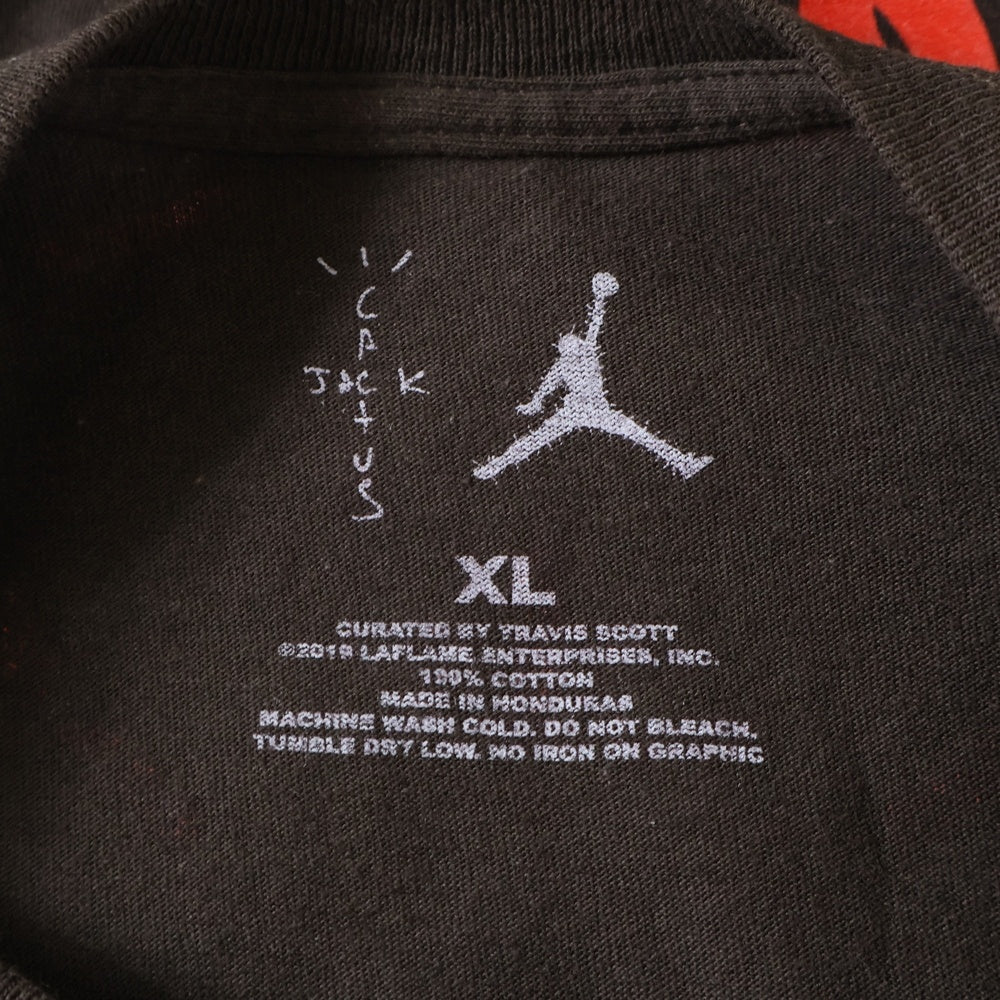 CACTUS
JACK
XL
CURATED BY TRAVIS SCOTT
©2019 LAFLAME ENTERPRISES, INC.
100% COTTON
MADE IN HONDURAS
MACHINE WASH COLD. DO NOT BLEACH.
TUMBLE DRY LOW. NO IRON ON GRAPHIC